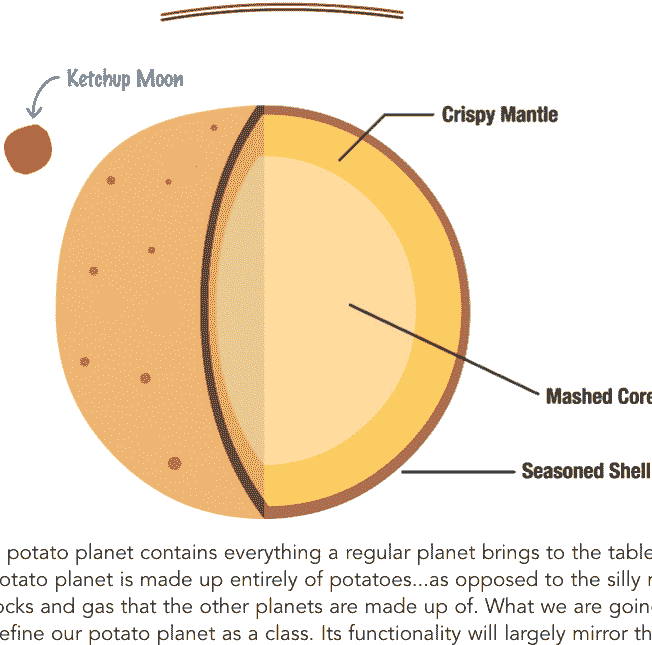 Ketchup Moon
Crispy Mantle
Mashed Core
Seasoned Shell
potato planet contains everything a regular planet brings to the table
otato planet is made up entirely of potatoes...as opposed to the silly
ocks and gas that the other planets are made up of. What we are goin
efine our potato planet as a class. Its functionality will largely mirror th